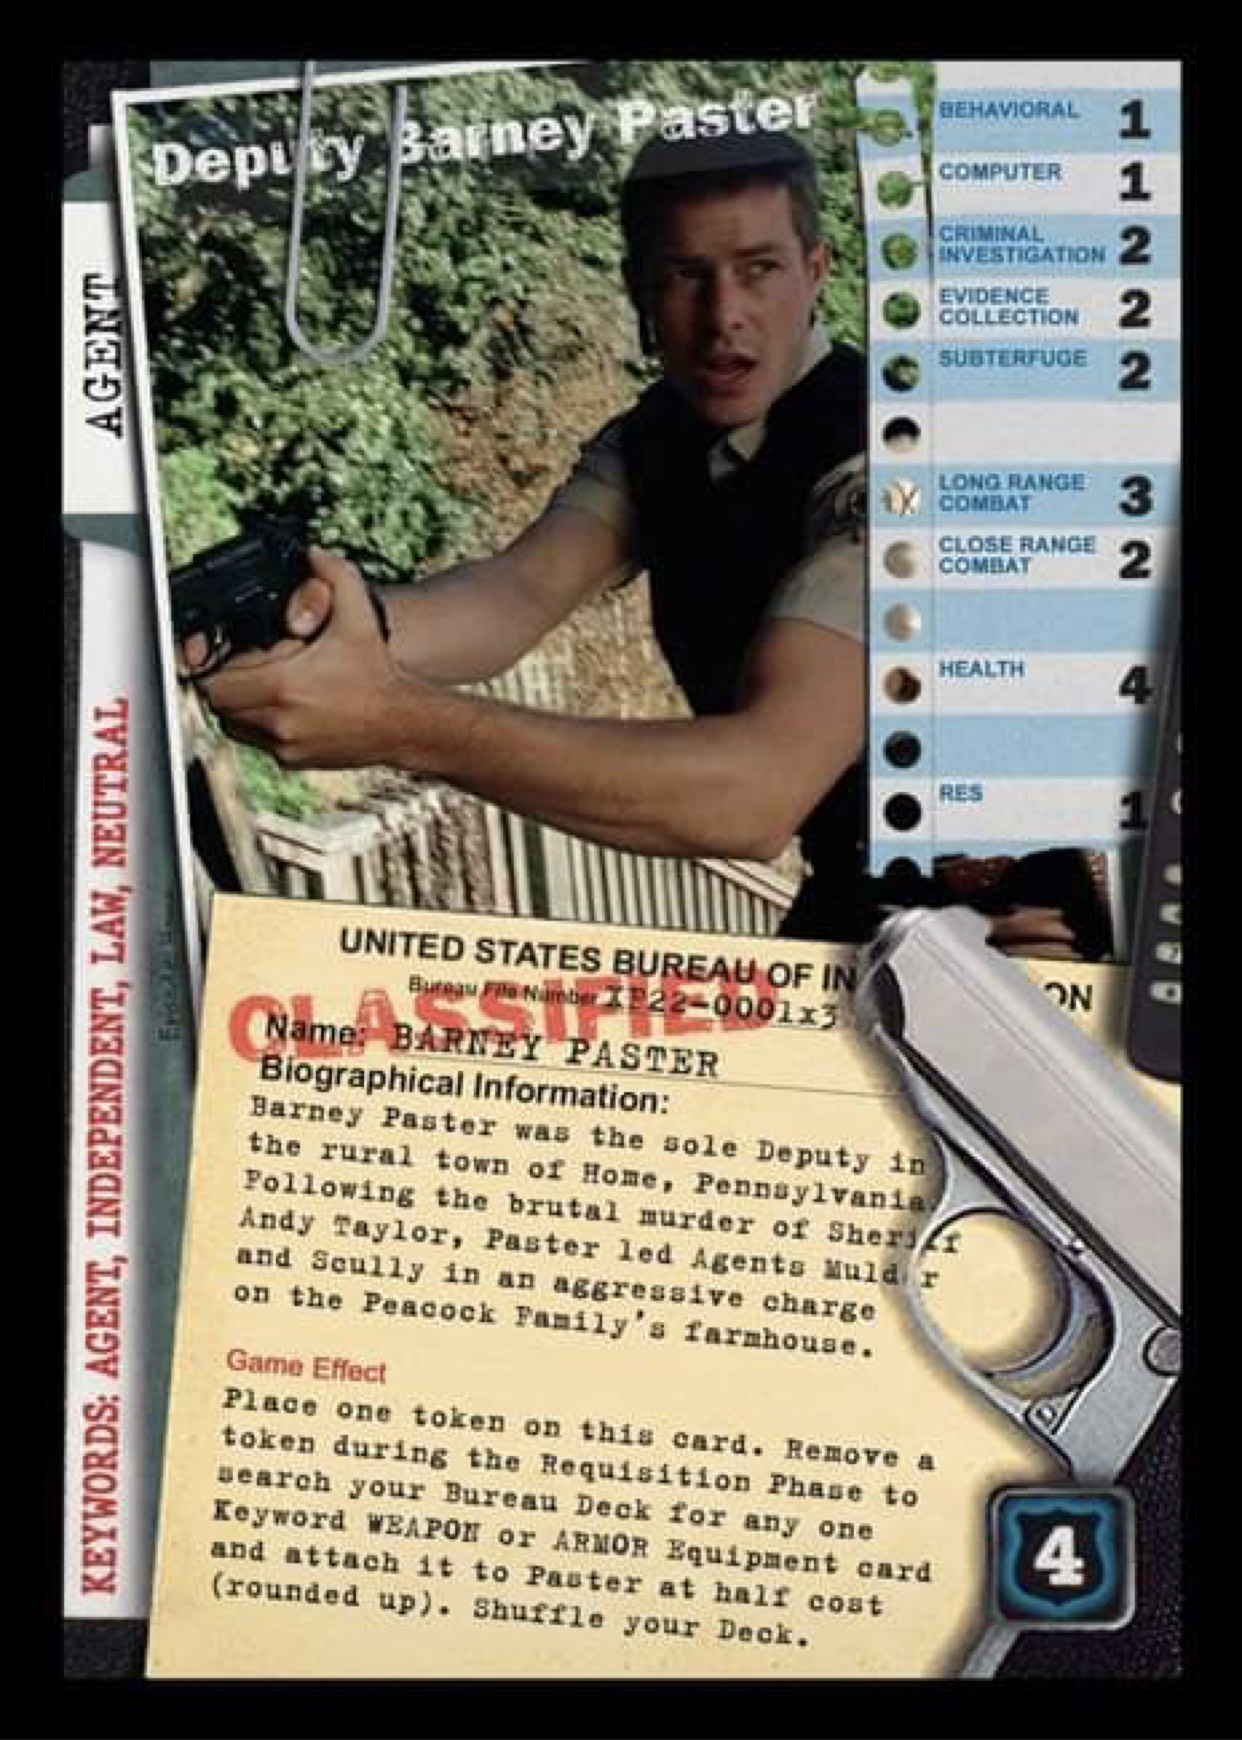 Deputy Barney Paster
AGENT
KEYWORDS: AGENT, INDEPENDENT, LAW, NEUTRAL
BEHAVIORAL 1
COMPUTER 1
CRIMINAL
INVESTIGATION 2
EVIDENCE
COLLECTION 2
SUBTERFUGE 2
LONG RANGE
COMBAT 3
CLOSE RANGE
COMBAT 2
HEALTH 4
RES 1
UNITED STATES BUREAU OF IN ON
Bureau File Number XP22-0001x3
CLASSIFIED
Name: BARNEY PASTER
Biographical Information:
Barney Paster was the sole Deputy in
the rural town of Home, Pennsylvania.
Following the brutal murder of Sheriff
Andy Taylor, Paster led Agents Mulder
and Scully in an aggressive charge
on the Peacock Family's farmhouse.
Game Effect
Place one token on this card. Remove a
token during the Requisition Phase to
search your Bureau Deck for any one
Keyword WEAPON or ARMOR Equipment card
and attach it to Paster at half cost
(rounded up). Shuffle your Deck.
4